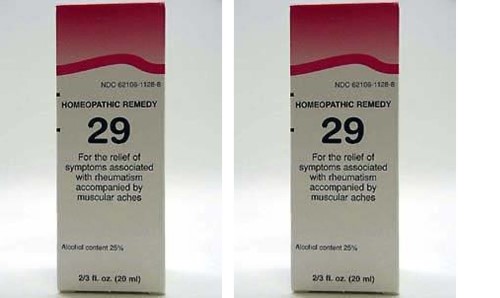 NDC 62106-1128-8
HOMEOPATHIC REMEDY
29
For the relief of
symptoms associated
with rheumatism
accompanied by
muscular aches
Alcohol content 25%
2/3 fl. oz. (20 ml)
NDC 62106-1128-8
HOMEOPATHIC REMEDY
29
For the relief of
symptoms associated
with rheumatism
accompanied by
muscular aches
Alcohol content 25%
2/3 fl. oz. (20 ml)